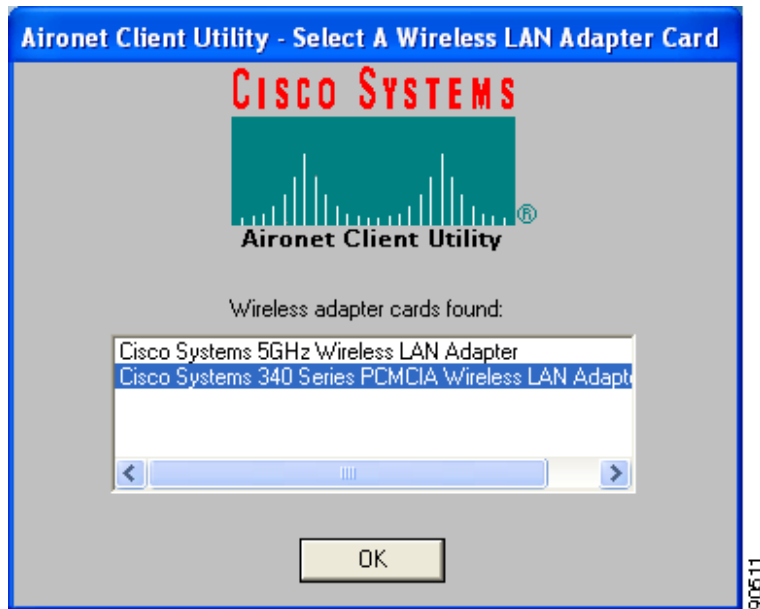 Aironet Client Utility - Select A Wireless LAN Adapter Card
CISCO SYSTEMS
®
Aironet Client Utility
Wireless adapter cards found:
Cisco Systems 5GHz Wireless LAN Adapter
Cisco Systems 340 Series PCMCIA Wireless LAN Adapt
OK
90511